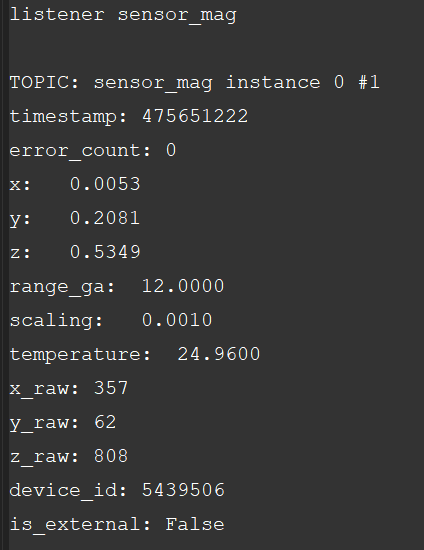 listener sensor_mag
TOPIC: sensor_mag instance 0 #1
timestamp: 475651222
error_count: 0
x:   0.0053
y:   0.2081
z:   0.5349
range_ga:  12.0000
scaling:   0.0010
temperature:  24.9600
x_raw: 357
y_raw: 62
z_raw: 808
device_id: 5439506
is_external: False